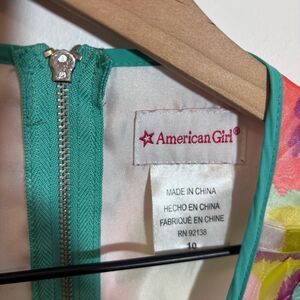 American Girl®
MADE IN CHINA
HECHO EN CHINA
FABRIQUÉ EN CHINE
RN 92138
10